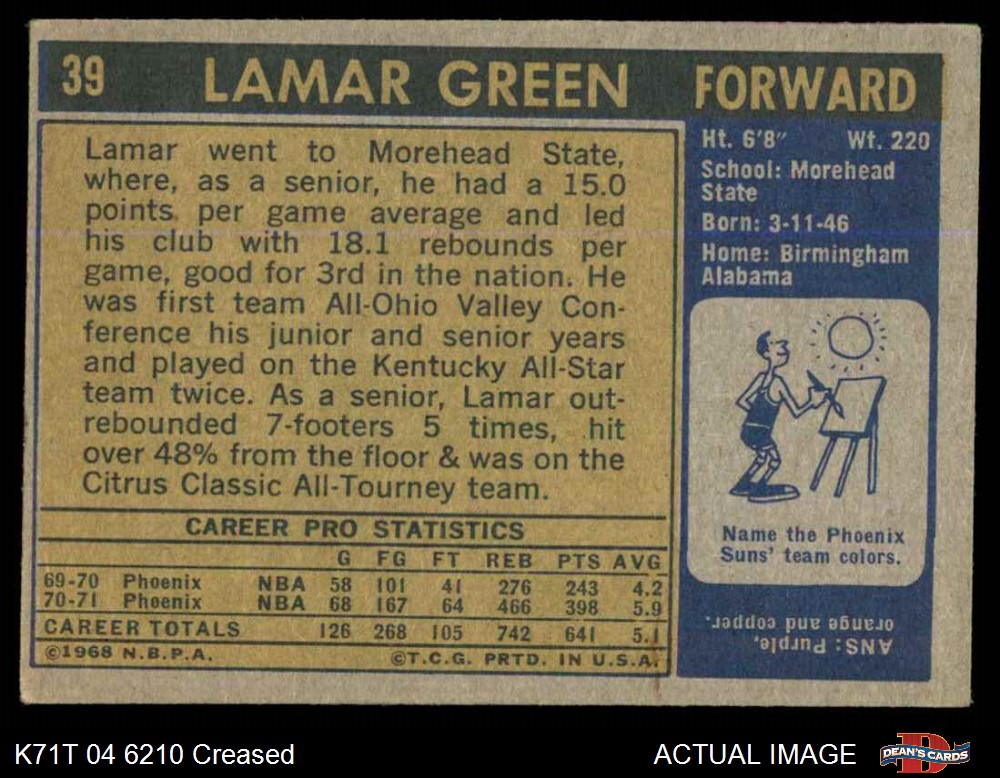 39 LAMAR GREEN FORWARD
Lamar went to Morehead State,
where, as a senior, he had a 15.0
points per game average and led
his club with 18.1 rebounds per
game, good for 3rd in the nation. He
was first team All-Ohio Valley Con-
ference his junior and senior years
and played on the Kentucky All-Star
team twice. As a senior, Lamar out-
rebounded 7-footers 5 times, hit
over 48% from the floor & was on the
Citrus Classic All-Tourney team.
CAREER PRO STATISTICS
G FG FT REB PTS AVG
69-70 Phoenix NBA 58 101 41 276 243 4.2
70-71 Phoenix NBA 68 167 64 466 398 5.9
CAREER TOTALS 126 268 105 742 641 5.1
©1968 N.B.P.A. ©T.C.G. PRTD. IN U.S.A.
Ht. 6'8" Wt. 220
School: Morehead
State
Born: 3-11-46
Home: Birmingham
Alabama
Name the Phoenix
Suns' team colors.
ANS: Purple,
orange and copper.
K71T 04 6210 Creased
ACTUAL IMAGE
DEAN'S CARDS